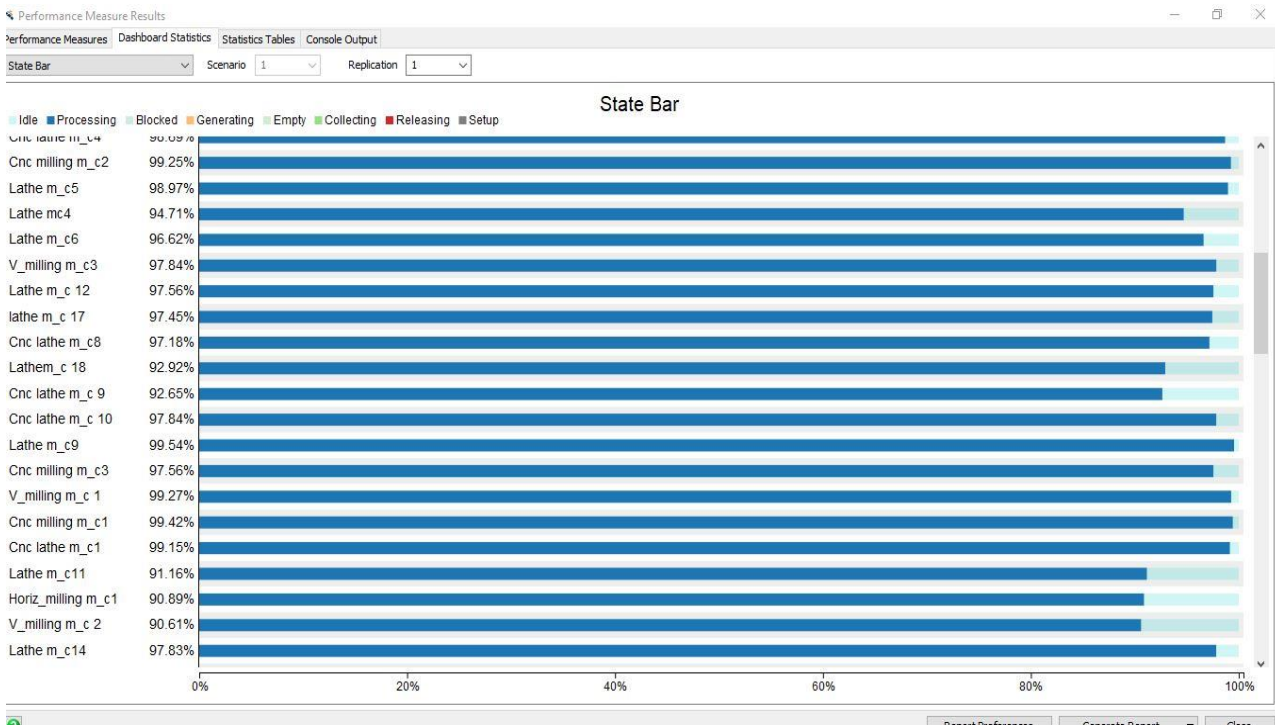 Performance Measure Results
Performance Measures Dashboard Statistics Statistics Tables Console Output
State Bar Scenario 1 Replication 1
State Bar
Idle Processing Blocked Generating Empty Collecting Releasing Setup
Cnc lathe m_c4 98.69%
Cnc milling m_c2 99.25%
Lathe m_c5 98.97%
Lathe mc4 94.71%
Lathe m_c6 96.62%
V_milling m_c3 97.84%
Lathe m_c 12 97.56%
lathe m_c 17 97.45%
Cnc lathe m_c8 97.18%
Lathem_c 18 92.92%
Cnc lathe m_c 9 92.65%
Cnc lathe m_c 10 97.84%
Lathe m_c9 99.54%
Cnc milling m_c3 97.56%
V_milling m_c 1 99.27%
Cnc milling m_c1 99.42%
Cnc lathe m_c1 99.15%
Lathe m_c11 91.16%
Horiz_milling m_c1 90.89%
V_milling m_c 2 90.61%
Lathe m_c14 97.83%
0% 20% 40% 60% 80% 100%
Report Preferences Generate Report Close